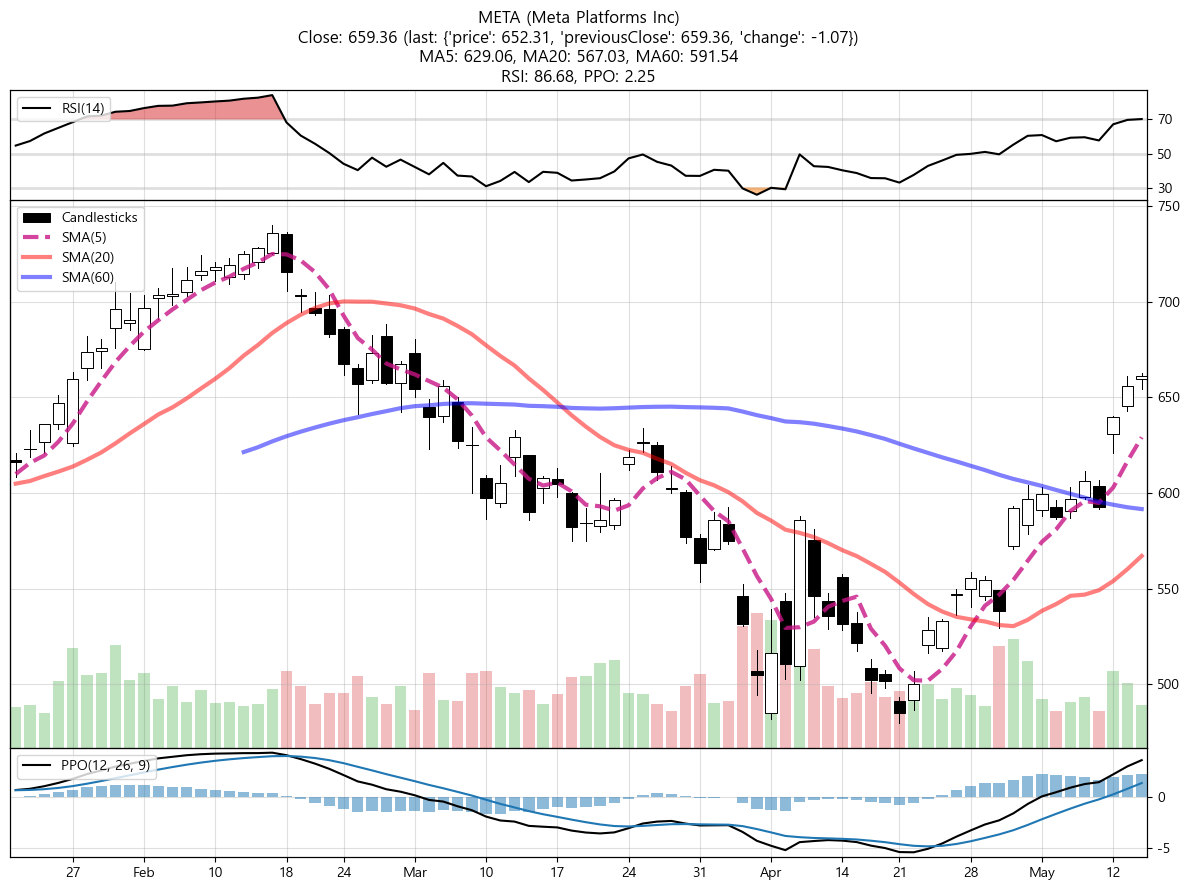 META (Meta Platforms Inc)
Close: 659.36 (last: {'price': 652.31, 'previousClose': 659.36, 'change': -1.07})
MA5: 629.06, MA20: 567.03, MA60: 591.54
RSI: 86.68, PPO: 2.25
RSI(14)
70
50
30
Candlesticks
SMA(5)
SMA(20)
SMA(60)
750
700
650
600
550
500
PPO(12, 26, 9)
0
-5
27 Feb 10 18 24 Mar 10 17 24 31 Apr 14 21 28 May 12